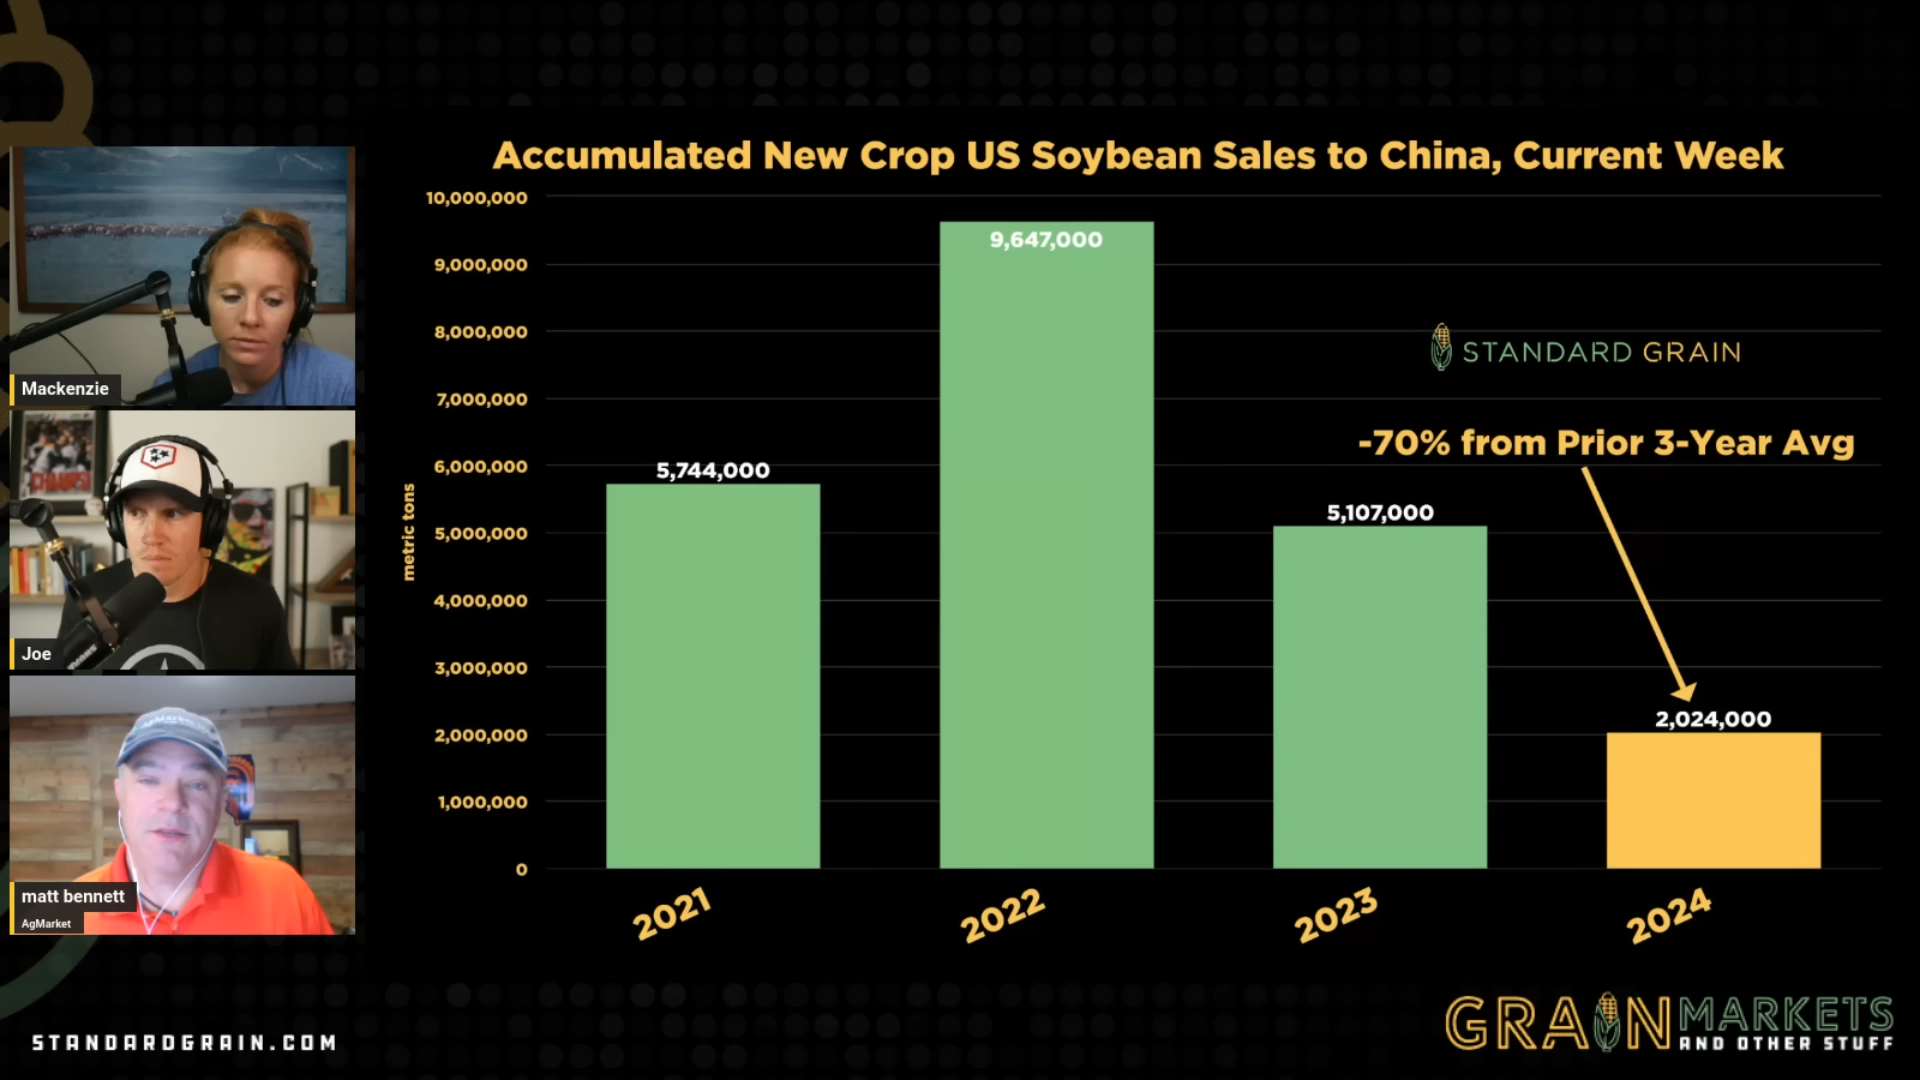 Accumulated New Crop US Soybean Sales to China, Current Week
10,000,000
9,000,000
8,000,000
7,000,000
6,000,000
5,000,000
4,000,000
3,000,000
2,000,000
1,000,000
0
metric tons
5,744,000
9,647,000
5,107,000
2,024,000
STANDARD GRAIN
-70% from Prior 3-Year Avg
2021
2022
2023
2024
Mackenzie
Joe
matt bennett
AgMarket
STANDARDGRAIN.COM
GRAIN MARKETS
AND OTHER STUFF